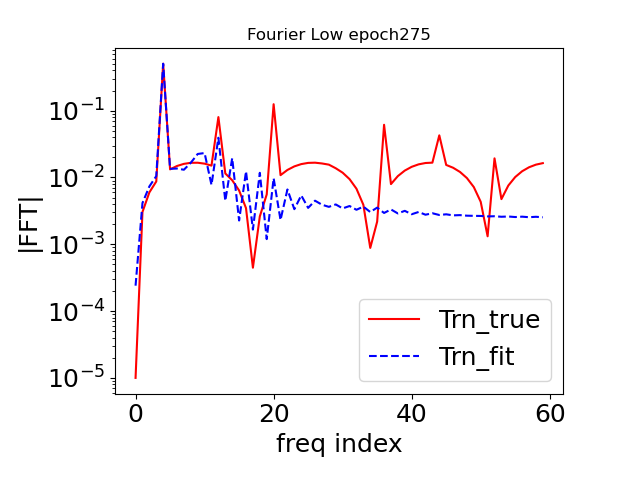 Fourier Low epoch275
|FFT|
10⁻¹
10⁻²
10⁻³
10⁻⁴
10⁻⁵
Trn_true
Trn_fit
0 20 40 60
freq index